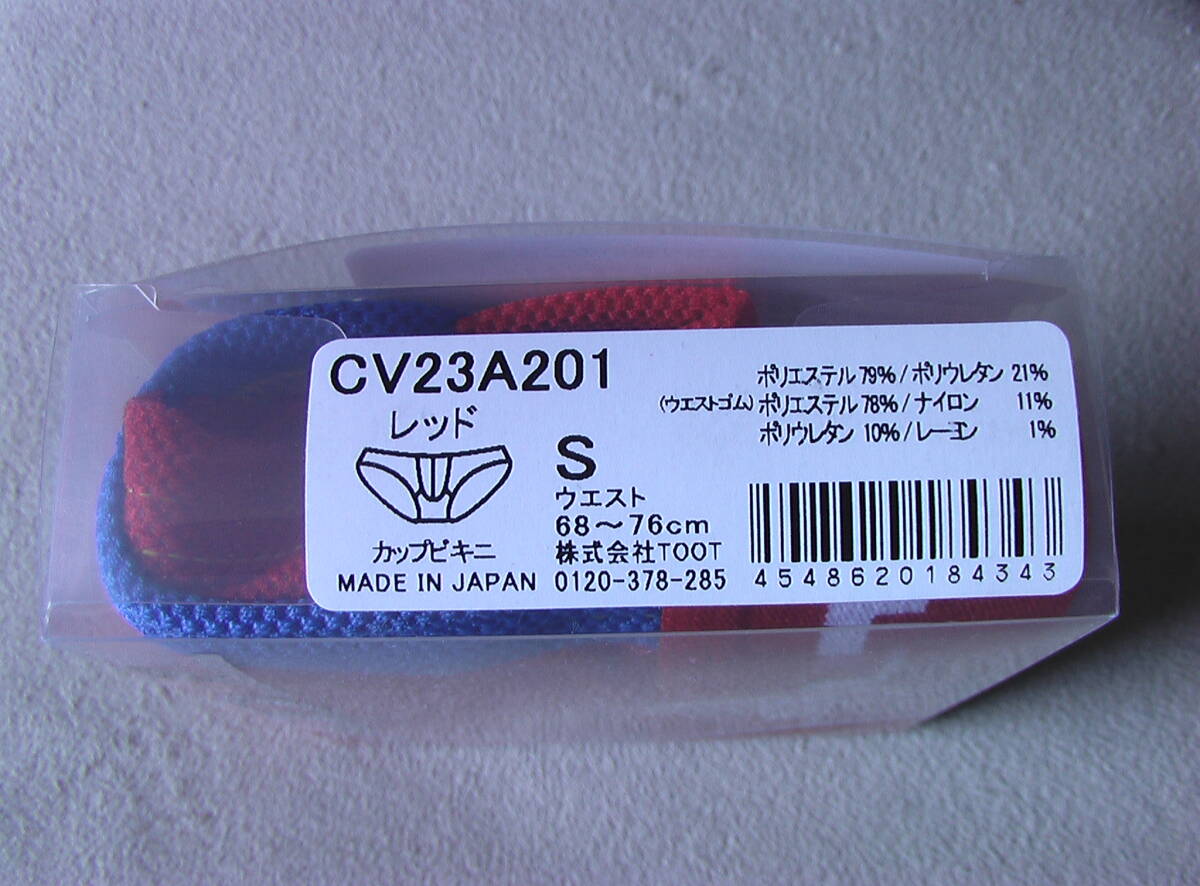 CV23A201
レッド
カップビキニ
MADE IN JAPAN
S
ウエスト
68～76cm
株式会社TOOT
0120-378-285
ポリエステル 79% / ポリウレタン 21%
(ウエストゴム) ポリエステル 78% / ナイロン 11%
ポリウレタン 10% / レーヨン 1%
4548620184343